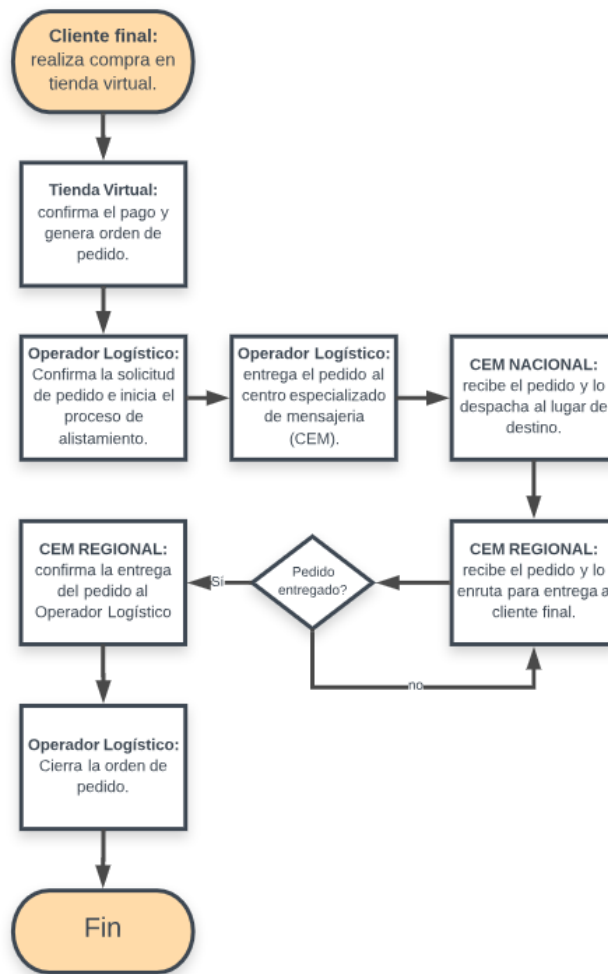 Cliente final:
realiza compra en
tienda virtual.
Tienda Virtual:
confirma el pago y
genera orden de
pedido.
Operador Logístico:
Confirma la solicitud
de pedido e inicia el
proceso de
alistamiento.
Operador Logístico:
entrega el pedido al
centro especializado
de mensajeria
(CEM).
CEM NACIONAL:
recibe el pedido y lo
despacha al lugar de
destino.
CEM REGIONAL:
recibe el pedido y lo
enruta para entrega a
cliente final.
Pedido
entregado?
no
Sí
CEM REGIONAL:
confirma la entrega
del pedido al
Operador Logístico
Operador Logístico:
Cierra la orden de
pedido.
Fin